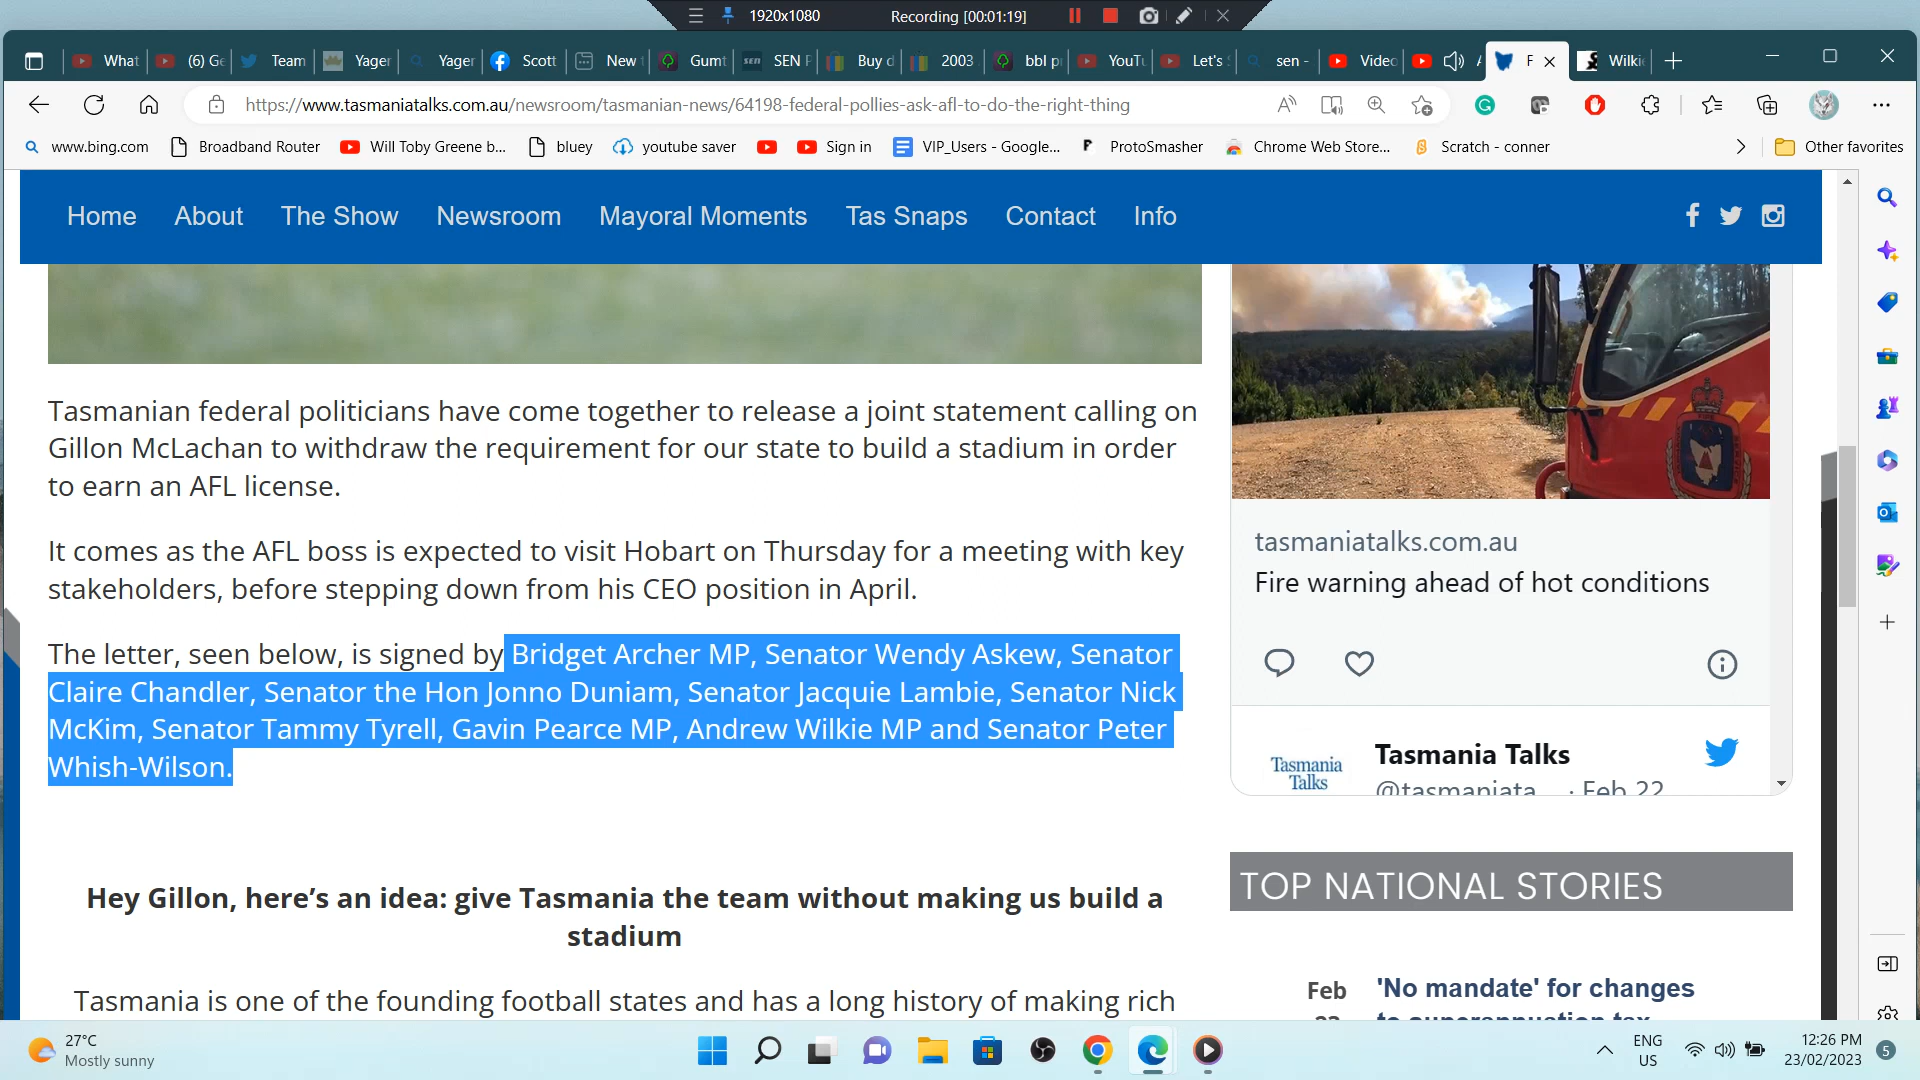 1920x1080
Recording [00:01:19]
What
(6) Ge
Team
Yager
Yager
Scott
New t
Gumt
SEN F
Buy d
2003
bbl p
YouTu
Let's
sen -
Video
F
Wilki
https://www.tasmaniatalks.com.au/newsroom/tasmanian-news/64198-federal-pollies-ask-afl-to-do-the-right-thing
www.bing.com
Broadband Router
Will Toby Greene b...
bluey
youtube saver
Sign in
VIP_Users - Google...
ProtoSmasher
Chrome Web Store...
Scratch - conner
Other favorites
Home
About
The Show
Newsroom
Mayoral Moments
Tas Snaps
Contact
Info
Tasmanian federal politicians have come together to release a joint statement calling on
Gillon McLachan to withdraw the requirement for our state to build a stadium in order
to earn an AFL license.
It comes as the AFL boss is expected to visit Hobart on Thursday for a meeting with key
stakeholders, before stepping down from his CEO position in April.
The letter, seen below, is signed by Bridget Archer MP, Senator Wendy Askew, Senator
Claire Chandler, Senator the Hon Jonno Duniam, Senator Jacquie Lambie, Senator Nick
McKim, Senator Tammy Tyrell, Gavin Pearce MP, Andrew Wilkie MP and Senator Peter
Whish-Wilson.
Hey Gillon, here’s an idea: give Tasmania the team without making us build a
stadium
Tasmania is one of the founding football states and has a long history of making rich
tasmaniatalks.com.au
Fire warning ahead of hot conditions
Tasmania
Talks
Tasmania Talks
@tasmaniata... · Feb 22
TOP NATIONAL STORIES
Feb
23
'No mandate' for changes
to superannuation tax
27°C
Mostly sunny
ENG
US
12:26 PM
23/02/2023
5